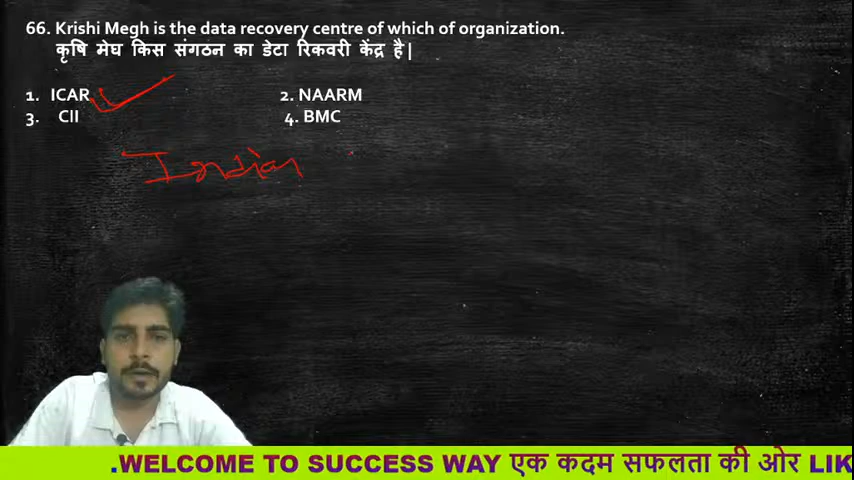 66. Krishi Megh is the data recovery centre of which of organization.
कृषि मेघ किस संगठन का डेटा रिकवरी केंद्र है|
1. ICAR 2. NAARM
3. CII 4. BMC
Indian
.WELCOME TO SUCCESS WAY एक कदम सफलता की ओर LIK